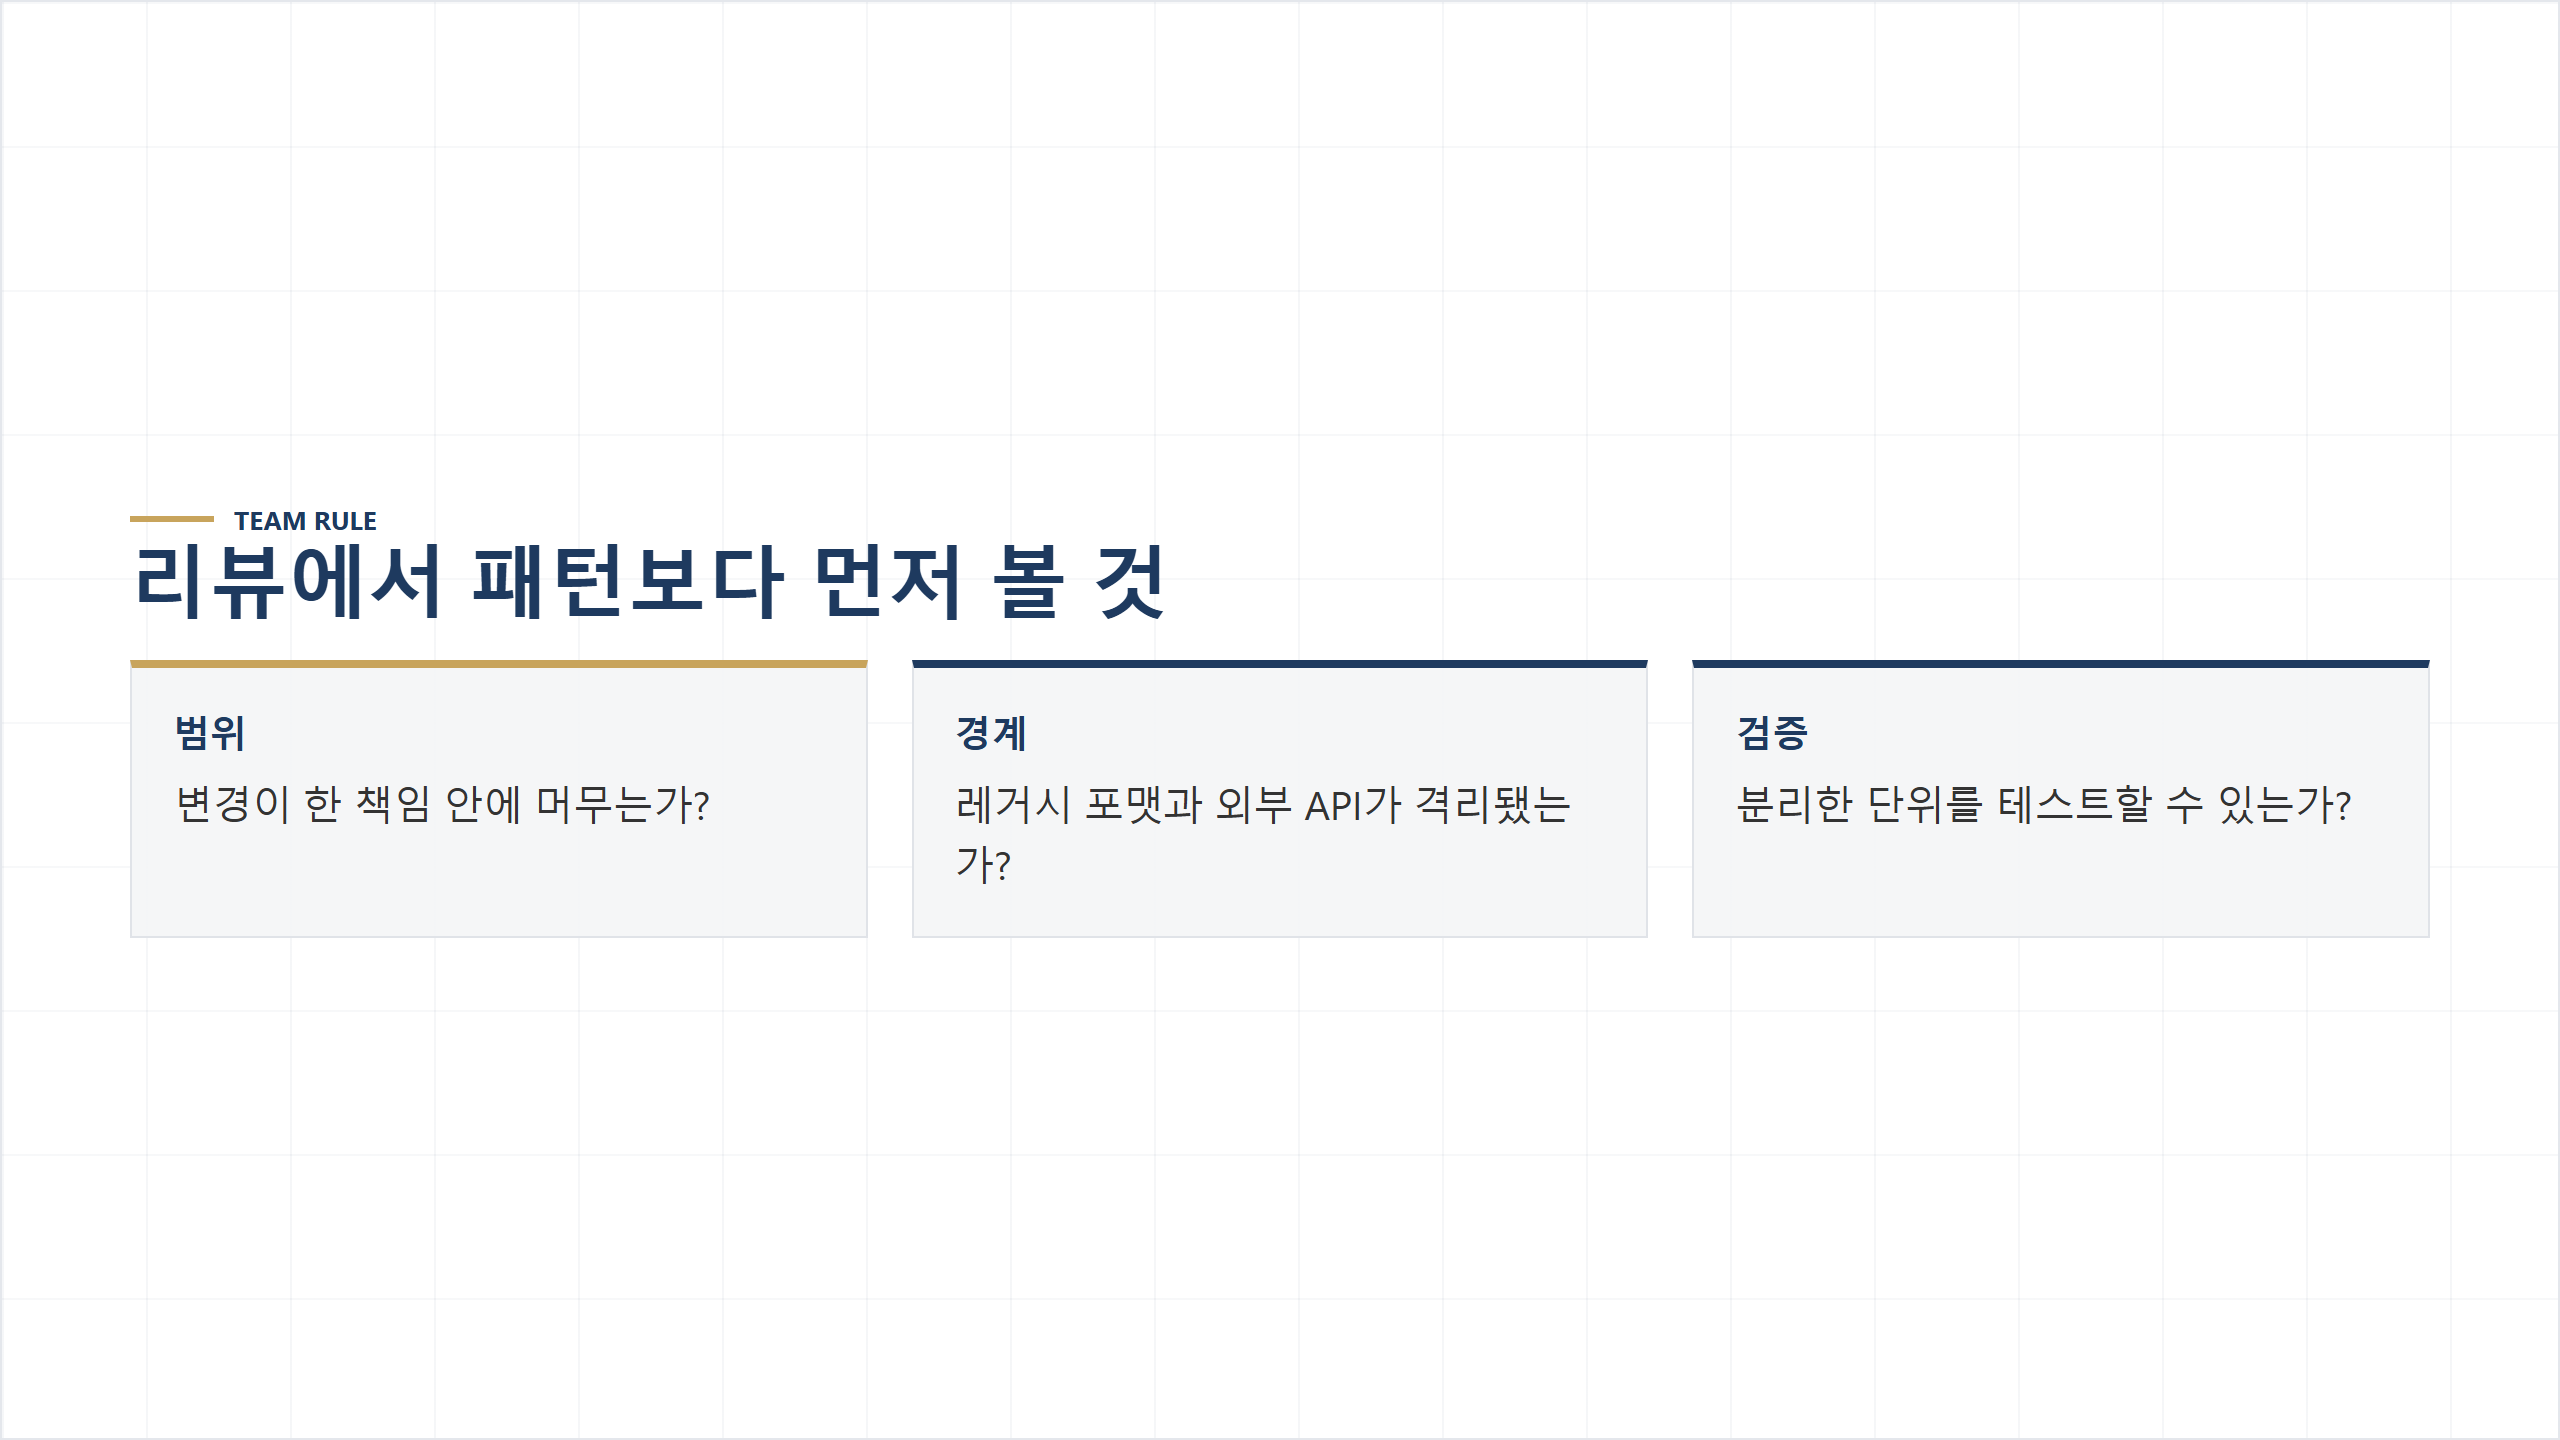 TEAM RULE
리뷰에서 패턴보다 먼저 볼 것
범위
변경이 한 책임 안에 머무는가?
경계
레거시 포맷과 외부 API가 격리됐는
가?
검증
분리한 단위를 테스트할 수 있는가?